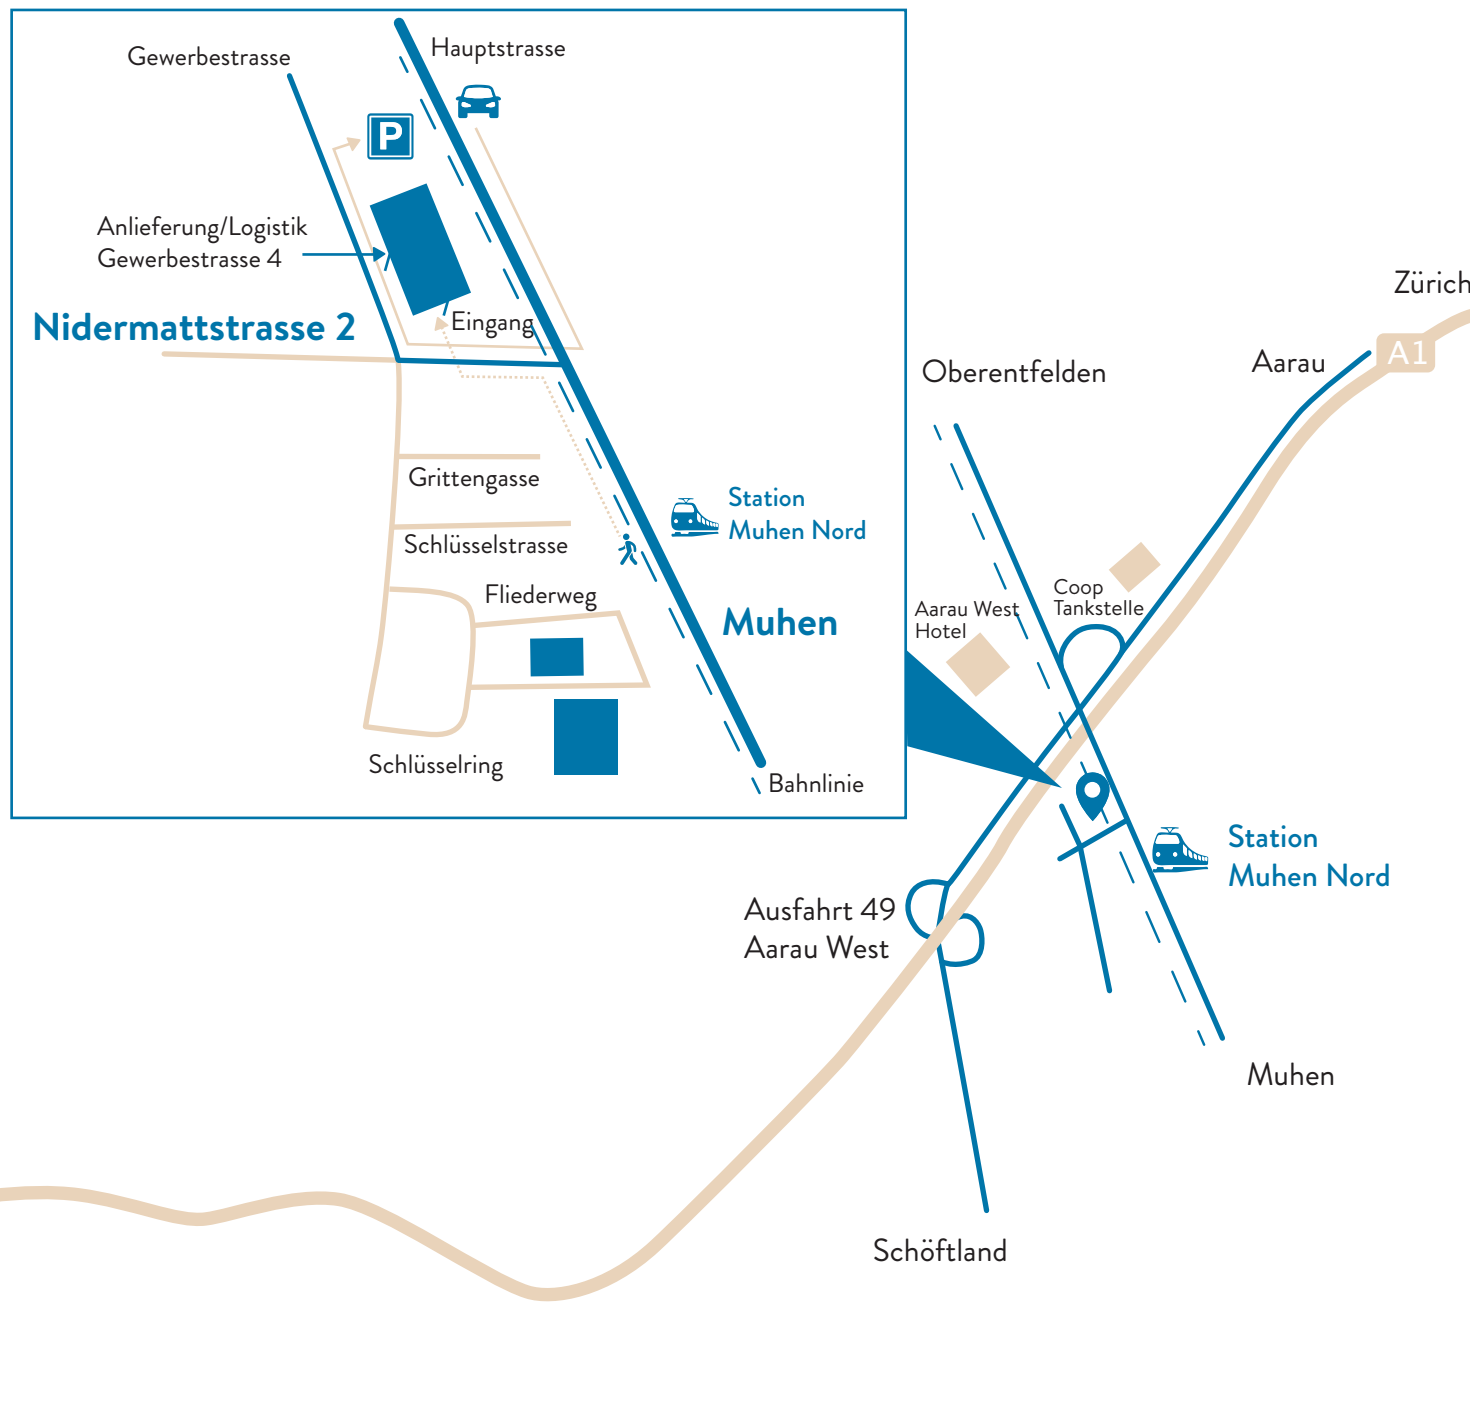 Gewerbestrasse
Hauptstrasse
P
Anlieferung/Logistik
Gewerbestrasse 4
Nidermattstrasse 2
Eingang
Grittengasse
Schlüsselstrasse
Fliederweg
Station
Muhen Nord
Muhen
Schlüsselring
Bahnlinie
Zürich
A1
Aarau
Oberentfelden
Coop
Tankstelle
Aarau West
Hotel
Station
Muhen Nord
Ausfahrt 49
Aarau West
Muhen
Schöftland